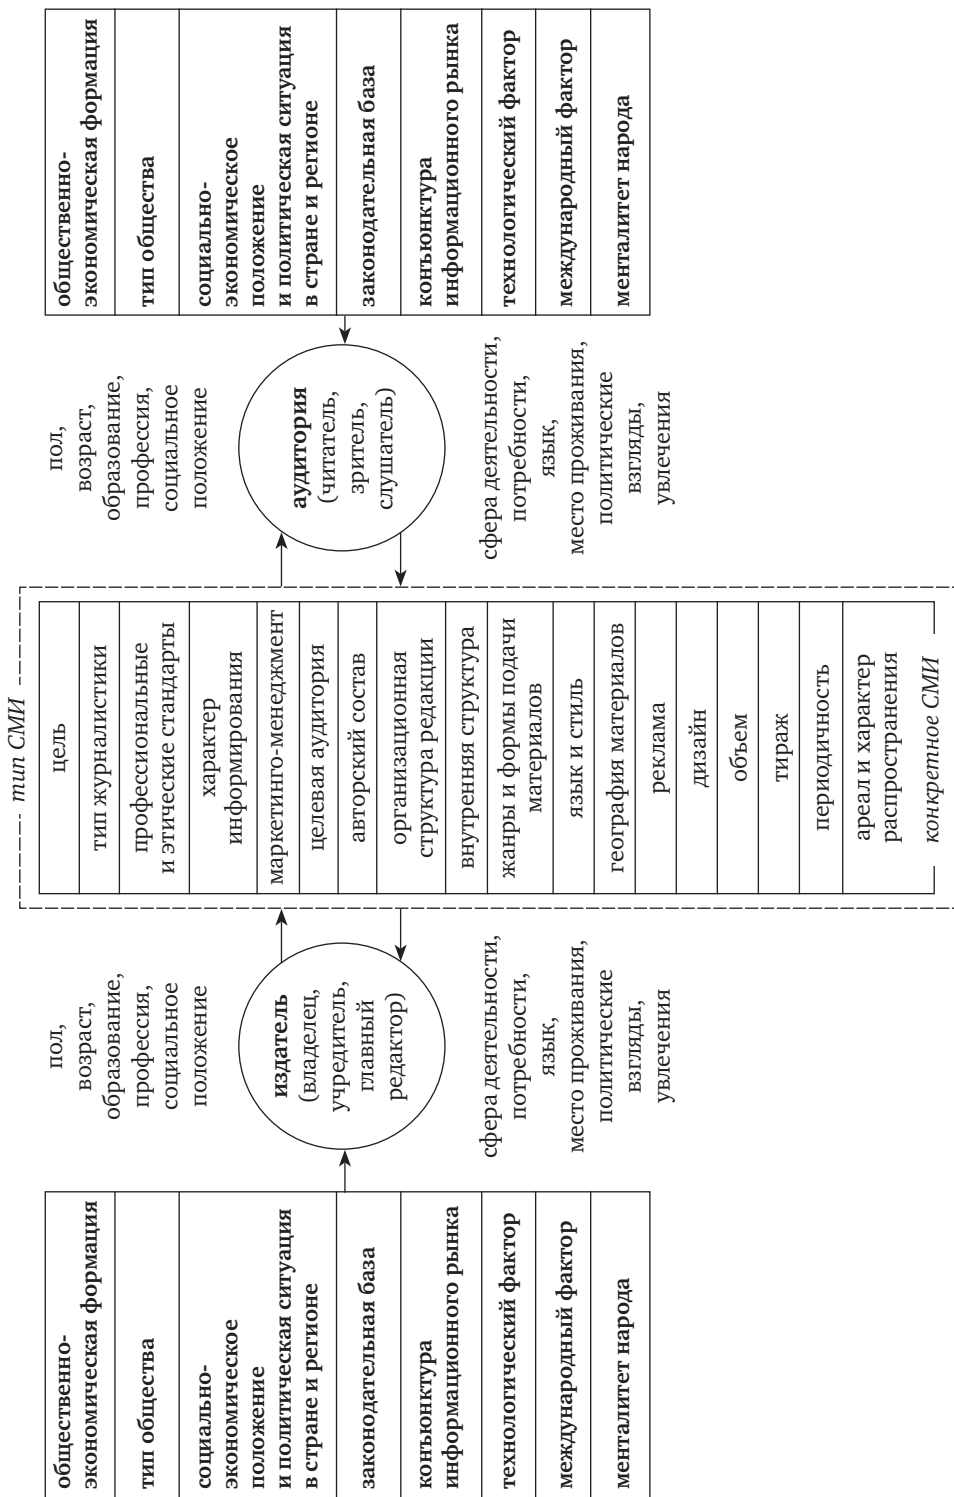 общественно-
экономическая формация
тип общества
социально-
экономическое
положение
и политическая ситуация
в стране и регионе
законодательная база
конъюнктура
информационного рынка
технологический фактор
международный фактор
менталитет народа
пол,
возраст,
образование,
профессия,
социальное
положение
издатель
(владелец,
учредитель,
главный
редактор)
сфера деятельности,
потребности,
язык,
место проживания,
политические
взгляды,
увлечения
тип СМИ
цель
тип журналистики
профессиональные
и этические стандарты
характер
информирования
маркетинго-менеджмент
целевая аудитория
авторский состав
организационная
структура редакции
внутренняя структура
жанры и формы подачи
материалов
язык и стиль
география материалов
реклама
дизайн
объем
тираж
периодичность
ареал и характер
распространения
конкретное СМИ
пол,
возраст,
образование,
профессия,
социальное
положение
аудитория
(читатель,
зритель,
слушатель)
сфера деятельности,
потребности,
язык,
место проживания,
политические
взгляды,
увлечения
общественно-
экономическая формация
тип общества
социально-
экономическое
положение
и политическая ситуация
в стране и регионе
законодательная база
конъюнктура
информационного рынка
технологический фактор
международный фактор
менталитет народа